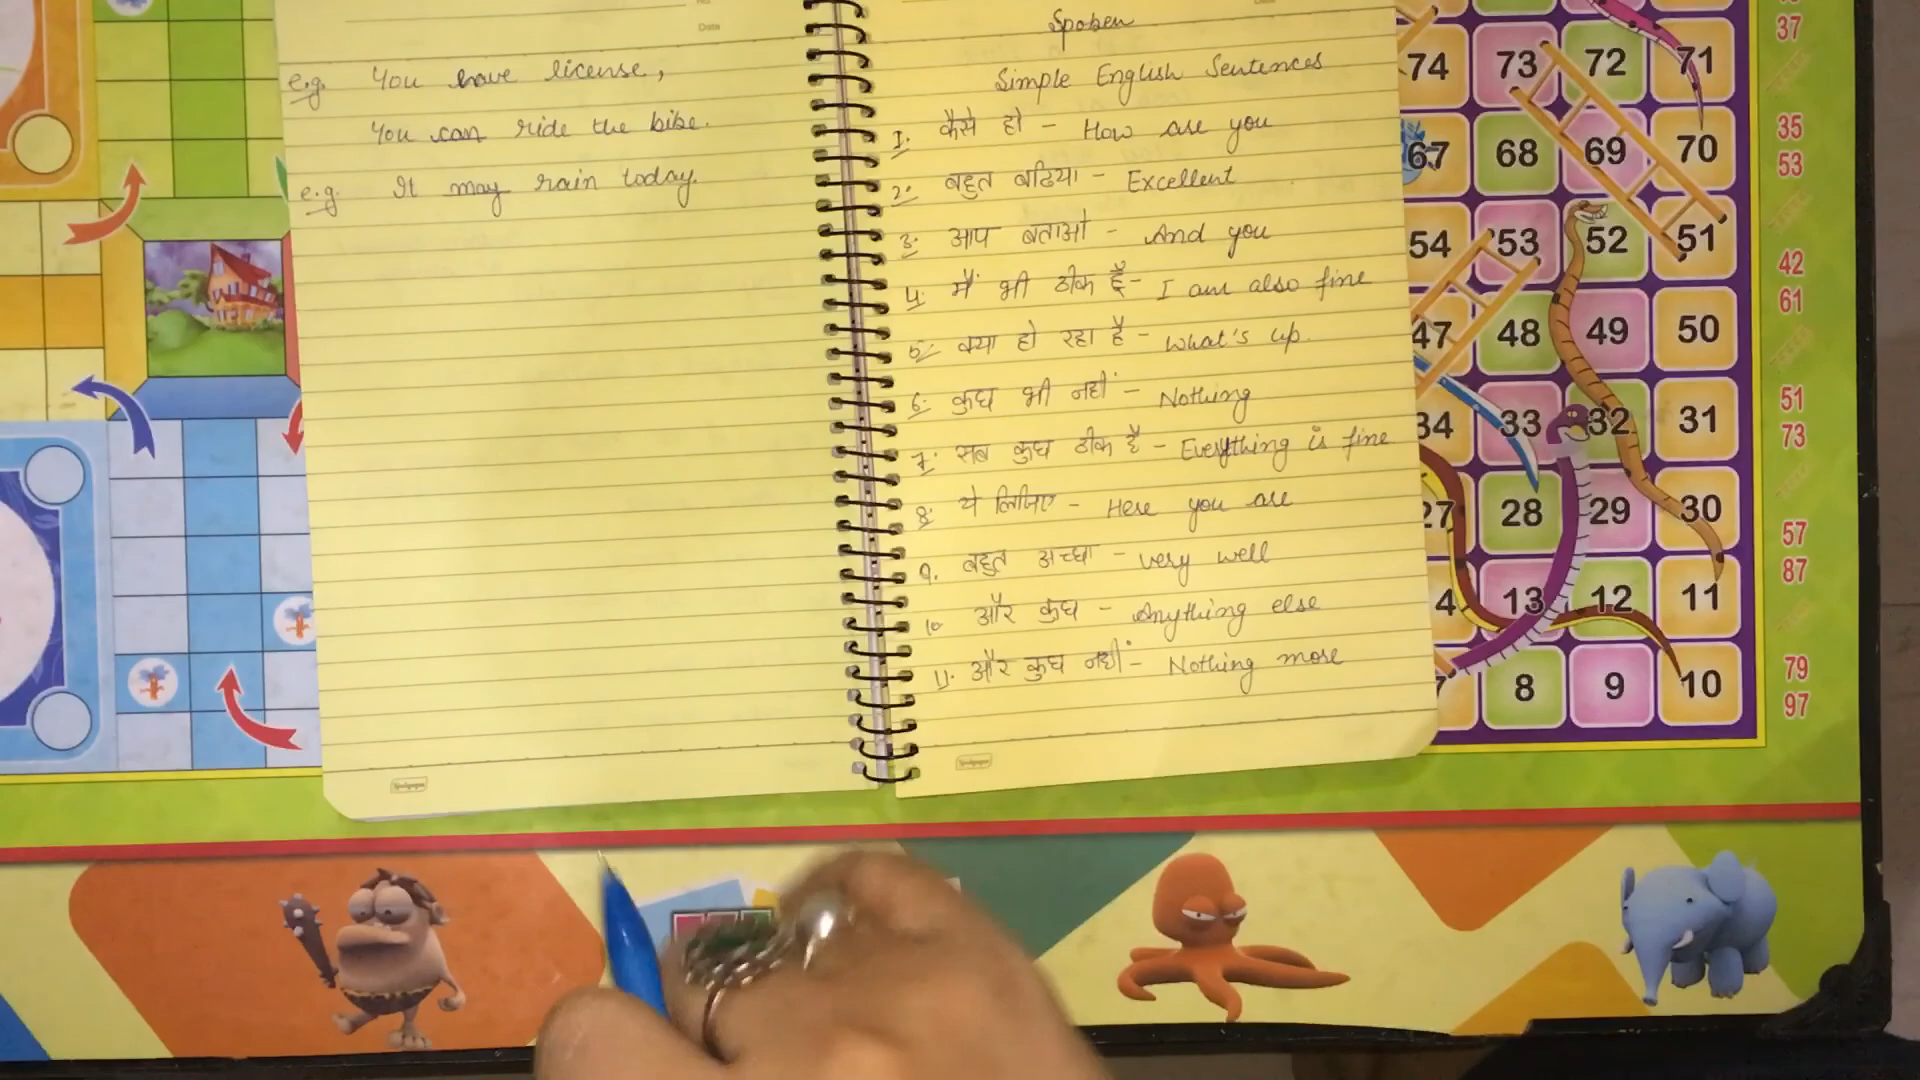 e.g. You have license,
You can ride the bike.
e.g. It may rain today.
Date
Spoken
Simple English Sentences
1. कैसे हो - How are you
2. बहुत बढिया - Excellent
3. आप बताओ - And you
4. मैं भी ठीक हूँ - I am also fine
5. क्या हो रहा है - What's up.
6. कुछ भी नहीं - Nothing
7. सब कुछ ठीक है - Everything is fine
8. ये लिजिए - Here you are
9. बहुत अच्छा - very well
10 और कुछ - Anything else
11. और कुछ नहीं - Nothing more
74 73 72 71
67 68 69 70
54 53 52 51
47 48 49 50
34 33 32 31
27 28 29 30
13 12 11
8 9 10
37
35
53
42
61
51
73
57
87
79
97